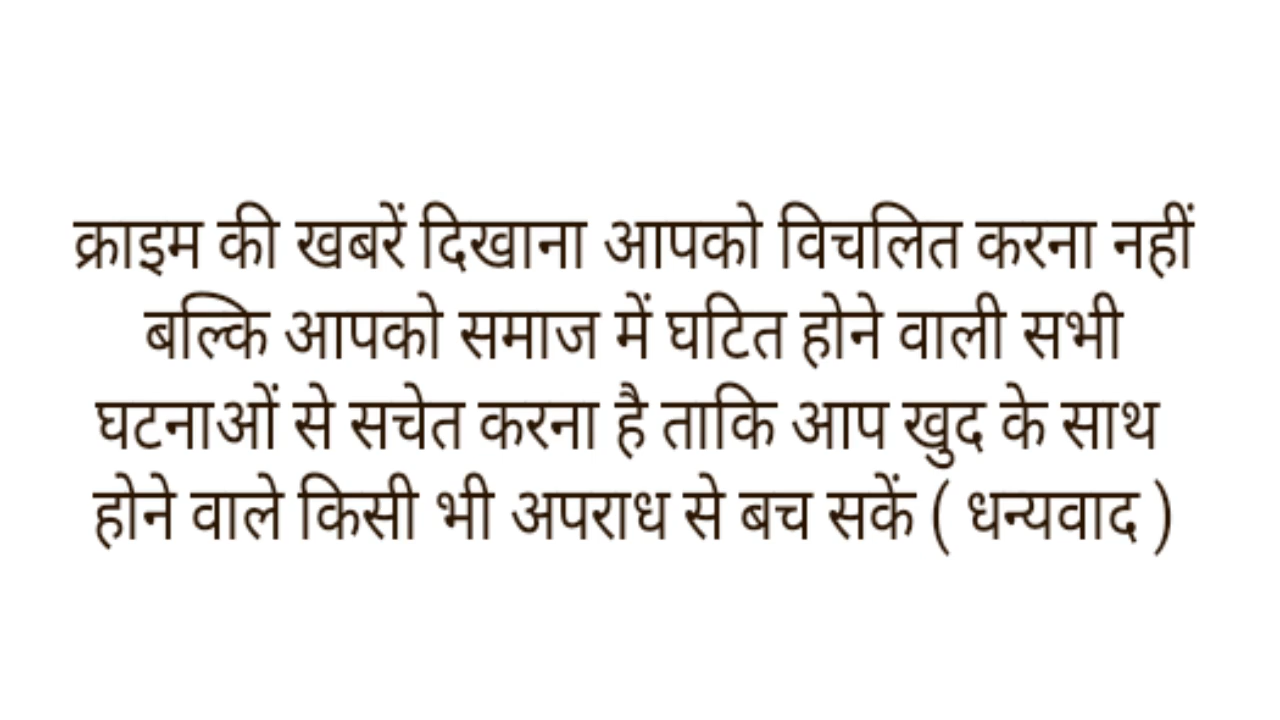 क्राइम की खबरें दिखाना आपको विचलित करना नहीं
बल्कि आपको समाज में घटित होने वाली सभी
घटनाओं से सचेत करना है ताकि आप खुद के साथ
होने वाले किसी भी अपराध से बच सकें ( धन्यवाद )